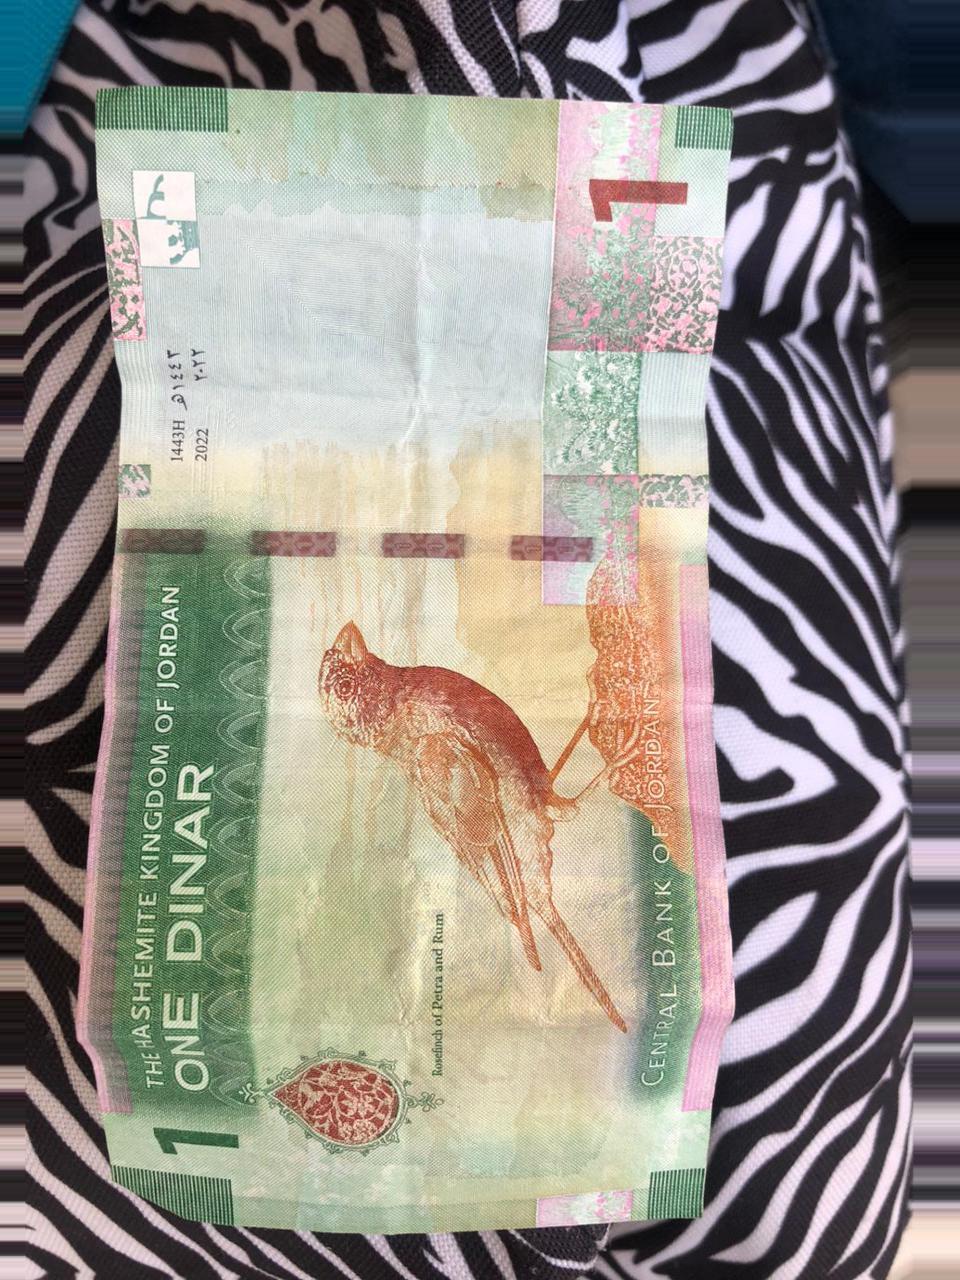 THE HASHEMITE KINGDOM OF JORDAN
ONE DINAR
1
1443H ١٤٤٣هـ
2022 ٢٠٢٢
Rosefinch of Petra and Rum
CENTRAL BANK OF JORDAN
1